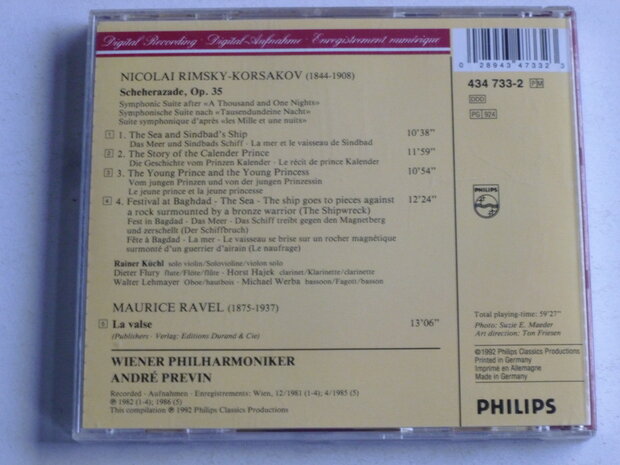 Digital Recording Digital-Aufnahme Enregistrement numérique
NICOLAI RIMSKY-KORSAKOV (1844-1908)
Scheherazade, Op. 35
Symphonic Suite after «A Thousand and One Nights»
Symphonische Suite nach «Tausendundeine Nacht»
Suite symphonique d'après «les Mille et une nuits»
1 1. The Sea and Sindbad's Ship 10'38"
Das Meer und Sindbads Schiff · La mer et le vaisseau de Sindbad
2 2. The Story of the Calender Prince 11'59"
Die Geschichte vom Prinzen Kalender · Le récit de prince Kalender
3 3. The Young Prince and the Young Princess 10'54"
Vom jungen Prinzen und von der jungen Prinzessin
Le jeune prince et la jeune princesse
4 4. Festival at Baghdad - The Sea - The ship goes to pieces against 12'24"
a rock surmounted by a bronze warrior (The Shipwreck)
Fest in Bagdad - Das Meer - Das Schiff treibt gegen den Magnetberg
und zerschellt (Der Schiffbruch)
Fête à Bagdad - La mer - Le vaisseau se brise sur un rocher magnétique
surmonté d'un guerrier d'airain (Le naufrage)
Rainer Küchl solo violin/Solovioline/violon solo
Dieter Flury flute/Flöte/flûte · Horst Hajek clarinet/Klarinette/clarinette
Walter Lehmayer Oboe/hautbois · Michael Werba bassoon/Fagott/basson
MAURICE RAVEL (1875-1937)
5 La valse 13'06"
(Publishers · Verlag: Editions Durand & Cie)
WIENER PHILHARMONIKER
ANDRÉ PREVIN
Recorded · Aufnahmen · Enregistrements: Wien, 12/1981 (1-4); 4/1985 (5)
℗ 1982 (1-4); 1986 (5)
This compilation ℗ 1992 Philips Classics Productions
0 28943 47332 3
434 733-2 PM
DDD
PG 924
PHILIPS
Total playing-time: 59'27"
Photo: Suzie E. Maeder
Art direction: Ton Friesen
©1992 Philips Classics Productions
Printed in Germany
Imprimé en Allemagne
Made in Germany
PHILIPS